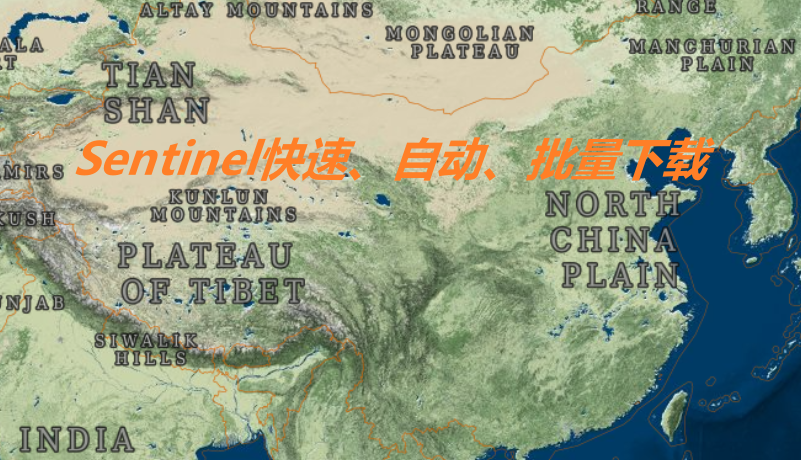 ALTAY MOUNTAINS
RANGE
MONGOLIAN
PLATEAU
MANCHURIAN
PLAIN
ALA
TIAN
SHAN
Sentinel快速、自动、批量下载
MIRS
KUSH
KUNLUN
MOUNTAINS
NORTH
CHINA
PLAIN
PLATEAU
OF TIBET
UNJAB
SIWALIK
HILLS
INDIA